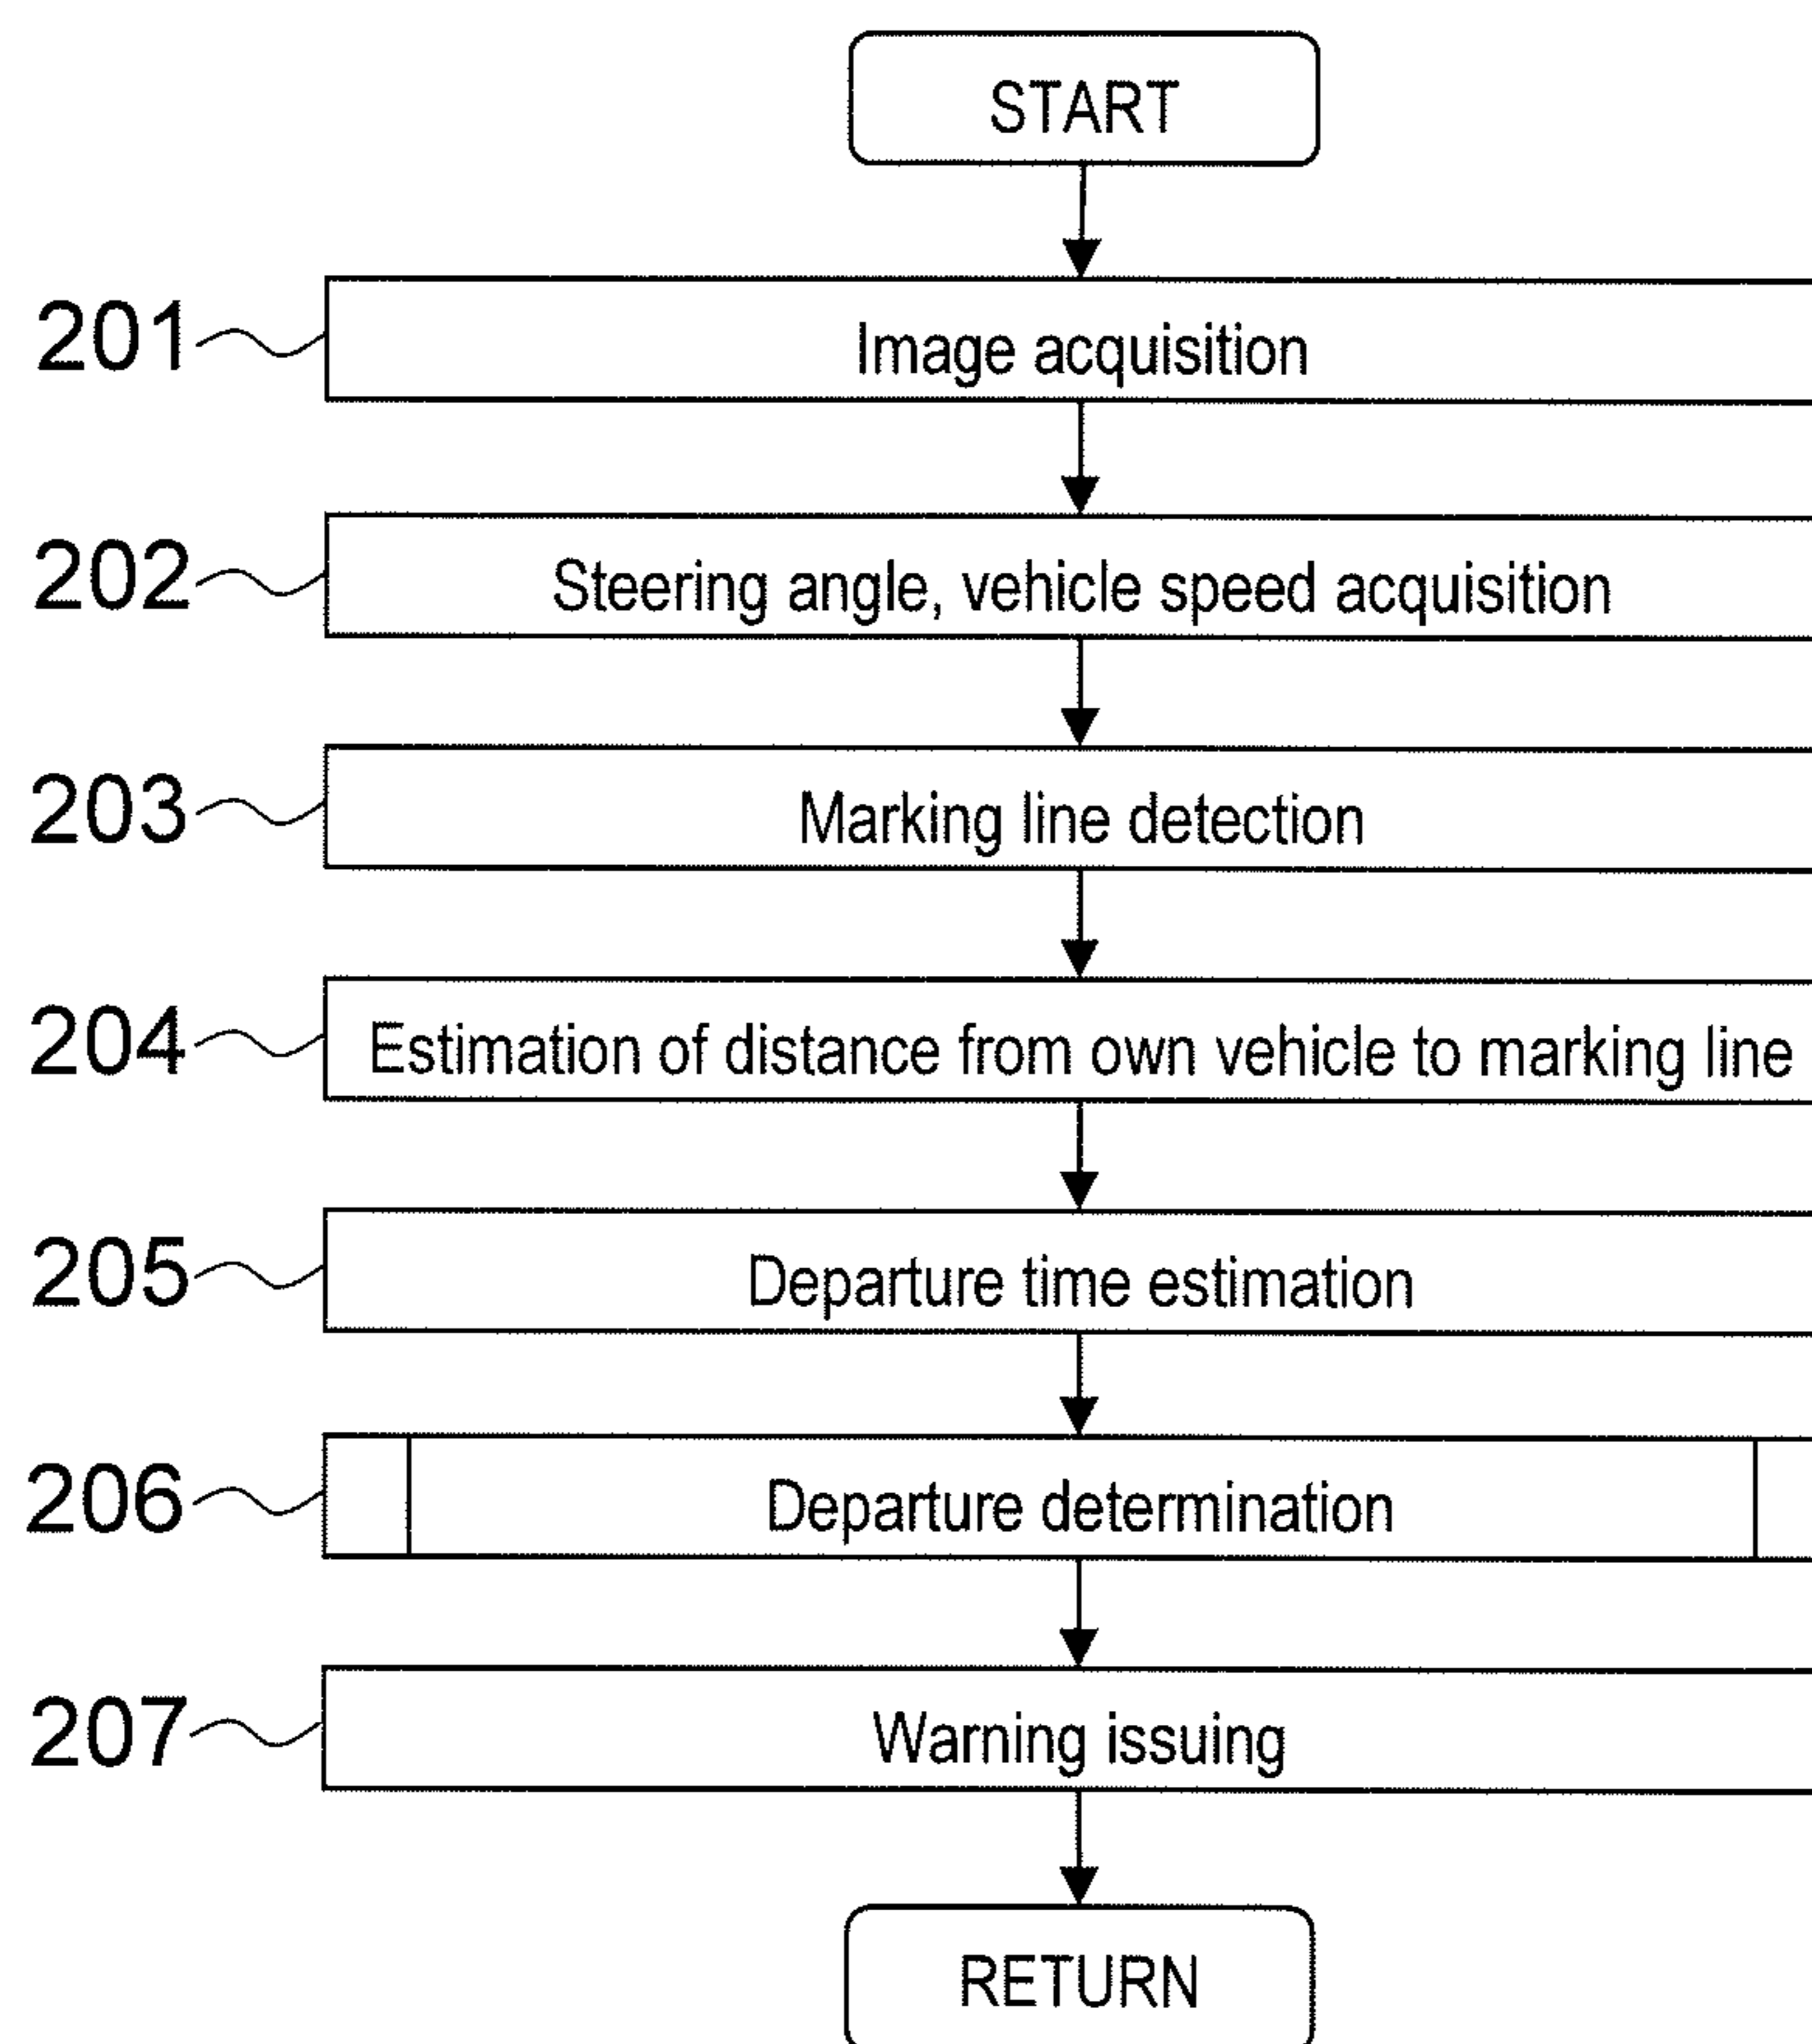 START
201 Image acquisition
202 Steering angle, vehicle speed acquisition
203 Marking line detection
204 Estimation of distance from own vehicle to marking line
205 Departure time estimation
206 Departure determination
207 Warning issuing
RETURN